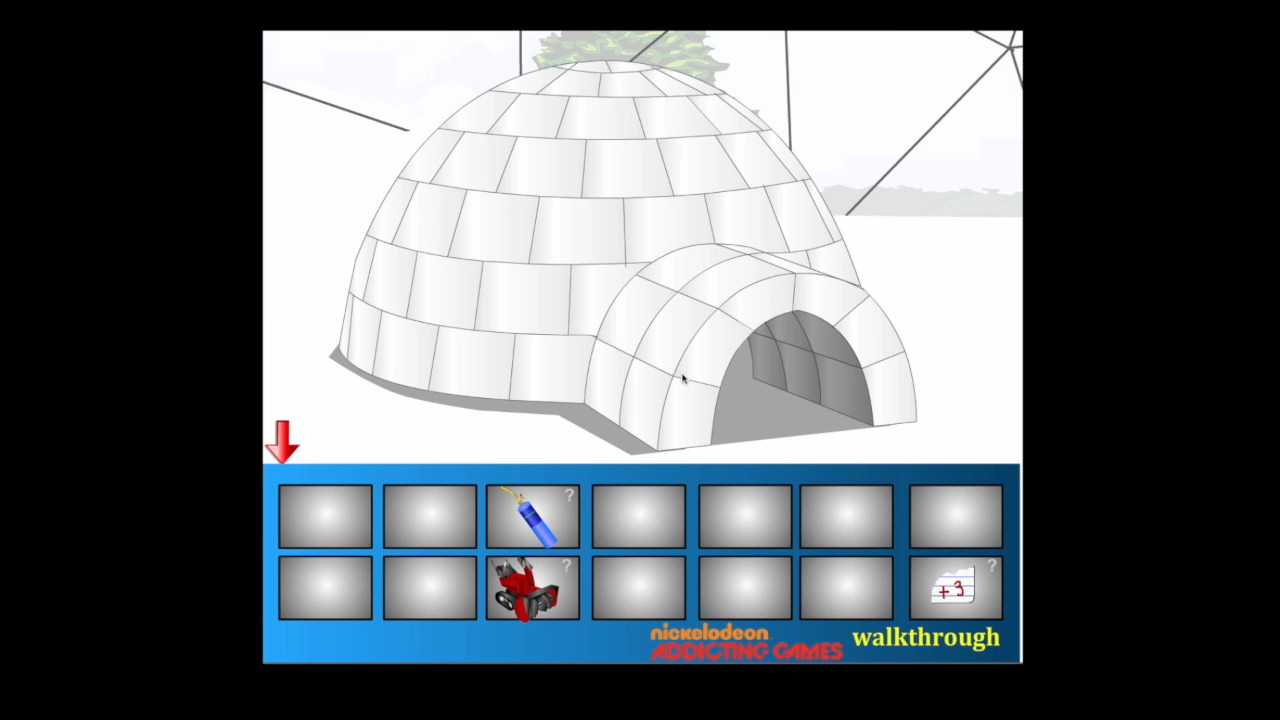 ?
? ?
+3
nickelodeon
ADDICTING GAMES
walkthrough